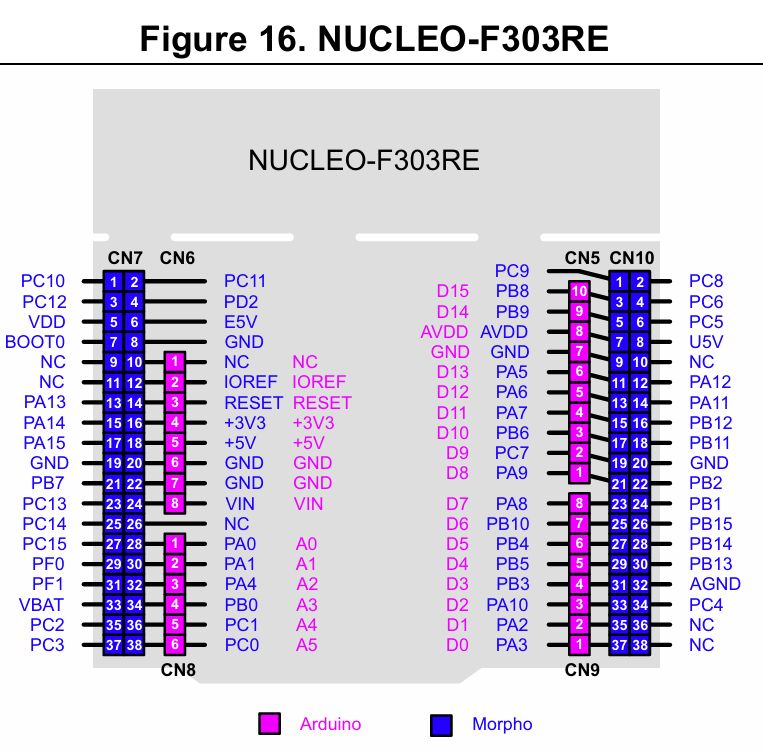 Figure 16. NUCLEO-F303RE
NUCLEO-F303RE
CN7 CN6 CN5 CN10
PC9
PC10 1 2 PC11 1 2 PC8
D15 PB8 10
PC12 3 4 PD2 3 4 PC6
D14 PB9 9
VDD 5 6 E5V 5 6 PC5
AVDD AVDD 8
BOOT0 7 8 GND 7 8 U5V
GND GND 7
NC 9 10 1 NC NC 9 10 NC
D13 PA5 6
NC 11 12 2 IOREF IOREF 11 12 PA12
D12 PA6 5
PA13 13 14 3 RESET RESET 13 14 PA11
D11 PA7 4
PA14 15 16 4 +3V3 +3V3 15 16 PB12
D10 PB6 3
PA15 17 18 5 +5V +5V 17 18 PB11
D9 PC7 2
GND 19 20 6 GND GND 19 20 GND
D8 PA9 1
PB7 21 22 7 GND GND 21 22 PB2
PC13 23 24 8 VIN VIN D7 PA8 8 23 24 PB1
PC14 25 26 NC D6 PB10 7 25 26 PB15
PC15 27 28 1 PA0 A0 D5 PB4 6 27 28 PB14
PF0 29 30 2 PA1 A1 D4 PB5 5 29 30 PB13
PF1 31 32 3 PA4 A2 D3 PB3 4 31 32 AGND
VBAT 33 34 4 PB0 A3 D2 PA10 3 33 34 PC4
PC2 35 36 5 PC1 A4 D1 PA2 2 35 36 NC
PC3 37 38 6 PC0 A5 D0 PA3 1 37 38 NC
CN8 CN9
Arduino Morpho